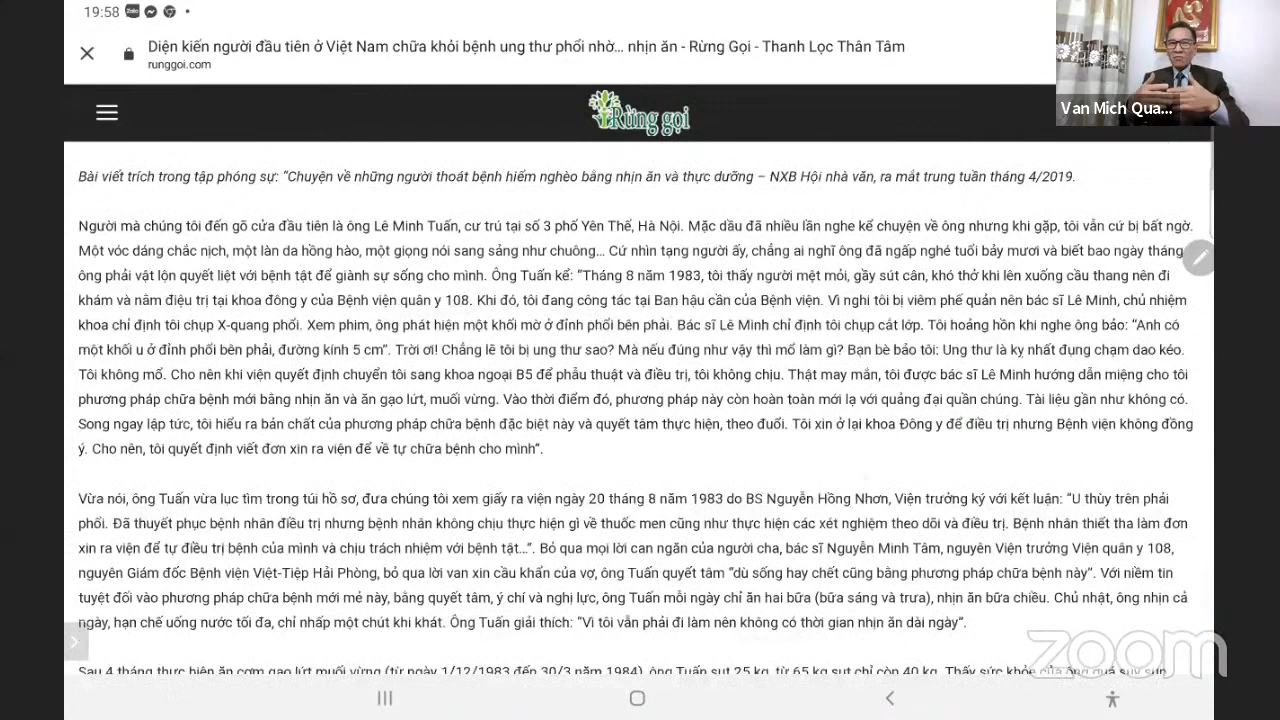 19:58
Diện kiến người đầu tiên ở Việt Nam chữa khỏi bệnh ung thư phổi nhờ... nhịn ăn - Rừng Gọi - Thanh Lọc Thân Tâm
runggoi.com
Van Mich Qua...
Rừng gọi
Bài viết trích trong tập phóng sự: “Chuyện về những người thoát bệnh hiểm nghèo bằng nhịn ăn và thực dưỡng – NXB Hội nhà văn, ra mắt trung tuần tháng 4/2019.
Người mà chúng tôi đến gõ cửa đầu tiên là ông Lê Minh Tuấn, cư trú tại số 3 phố Yên Thế, Hà Nội. Mặc dầu đã nhiều lần nghe kể chuyện về ông nhưng khi gặp, tôi vẫn cứ bị bất ngờ.
Một vóc dáng chắc nịch, một làn da hồng hào, một giọng nói sang sảng như chuông... Cứ nhìn tạng người ấy, chẳng ai nghĩ ông đã ngấp nghé tuổi bảy mươi và biết bao ngày tháng
ông phải vật lộn quyết liệt với bệnh tật để giành sự sống cho mình. Ông Tuấn kể: “Tháng 8 năm 1983, tôi thấy người mệt mỏi, gầy sút cân, khó thở khi lên xuống cầu thang nên đi
khám và nằm điều trị tại khoa đông y của Bệnh viện quân y 108. Khi đó, tôi đang công tác tại Ban hậu cần của Bệnh viện. Vì nghi tôi bị viêm phế quản nên bác sĩ Lê Minh, chủ nhiệm
khoa chỉ định tôi chụp X-quang phổi. Xem phim, ông phát hiện một khối mờ ở đỉnh phổi bên phải. Bác sĩ Lê Minh chỉ định tôi chụp cắt lớp. Tôi hoảng hồn khi nghe ông bảo: “Anh có
một khối u ở đỉnh phổi bên phải, đường kính 5 cm”. Trời ơi! Chẳng lẽ tôi bị ung thư sao? Mà nếu đúng như vậy thì mổ làm gì? Bạn bè bảo tôi: Ung thư là kỵ nhất đụng chạm dao kéo.
Tôi không mổ. Cho nên khi viện quyết định chuyển tôi sang khoa ngoại B5 để phẫu thuật và điều trị, tôi không chịu. Thật may mắn, tôi được bác sĩ Lê Minh hướng dẫn miệng cho tôi
phương pháp chữa bệnh mới bằng nhịn ăn và ăn gạo lứt, muối vừng. Vào thời điểm đó, phương pháp này còn hoàn toàn mới lạ với quảng đại quần chúng. Tài liệu gần như không có.
Song ngay lập tức, tôi hiểu ra bản chất của phương pháp chữa bệnh đặc biệt này và quyết tâm thực hiện, theo đuổi. Tôi xin ở lại khoa Đông y để điều trị nhưng Bệnh viện không đồng
ý. Cho nên, tôi quyết định viết đơn xin ra viện để về tự chữa bệnh cho mình”.
Vừa nói, ông Tuấn vừa lục tìm trong túi hồ sơ, đưa chúng tôi xem giấy ra viện ngày 20 tháng 8 năm 1983 do BS Nguyễn Hồng Nhơn, Viện trưởng ký với kết luận: “U thùy trên phải
phổi. Đã thuyết phục bệnh nhân điều trị nhưng bệnh nhân không chịu thực hiện gì về thuốc men cũng như thực hiện các xét nghiệm theo dõi và điều trị. Bệnh nhân thiết tha làm đơn
xin ra viện để tự điều trị bệnh của mình và chịu trách nhiệm với bệnh tật...”. Bỏ qua mọi lời can ngăn của người cha, bác sĩ Nguyễn Minh Tâm, nguyên Viện trưởng Viện quân y 108,
nguyên Giám đốc Bệnh viện Việt-Tiệp Hải Phòng, bỏ qua lời van xin cầu khẩn của vợ, ông Tuấn quyết tâm “dù sống hay chết cũng bằng phương pháp chữa bệnh này”. Với niềm tin
tuyệt đối vào phương pháp chữa bệnh mới mẻ này, bằng quyết tâm, ý chí và nghị lực, ông Tuấn mỗi ngày chỉ ăn hai bữa (bữa sáng và trưa), nhịn ăn bữa chiều. Chủ nhật, ông nhịn cả
ngày, hạn chế uống nước tối đa, chỉ nhấp một chút khi khát. Ông Tuấn giải thích: “Vì tôi vẫn phải đi làm nên không có thời gian nhịn ăn dài ngày”.
Sau 4 tháng thực hiện ăn cơm gạo lứt muối vừng (từ ngày 1/12/1983 đến 30/3 năm 1984), ông Tuấn sụt 25 kg, từ 65 kg sụt chỉ còn 40 kg. Thấy sức khỏe của ông quá suy sụp,
zoom